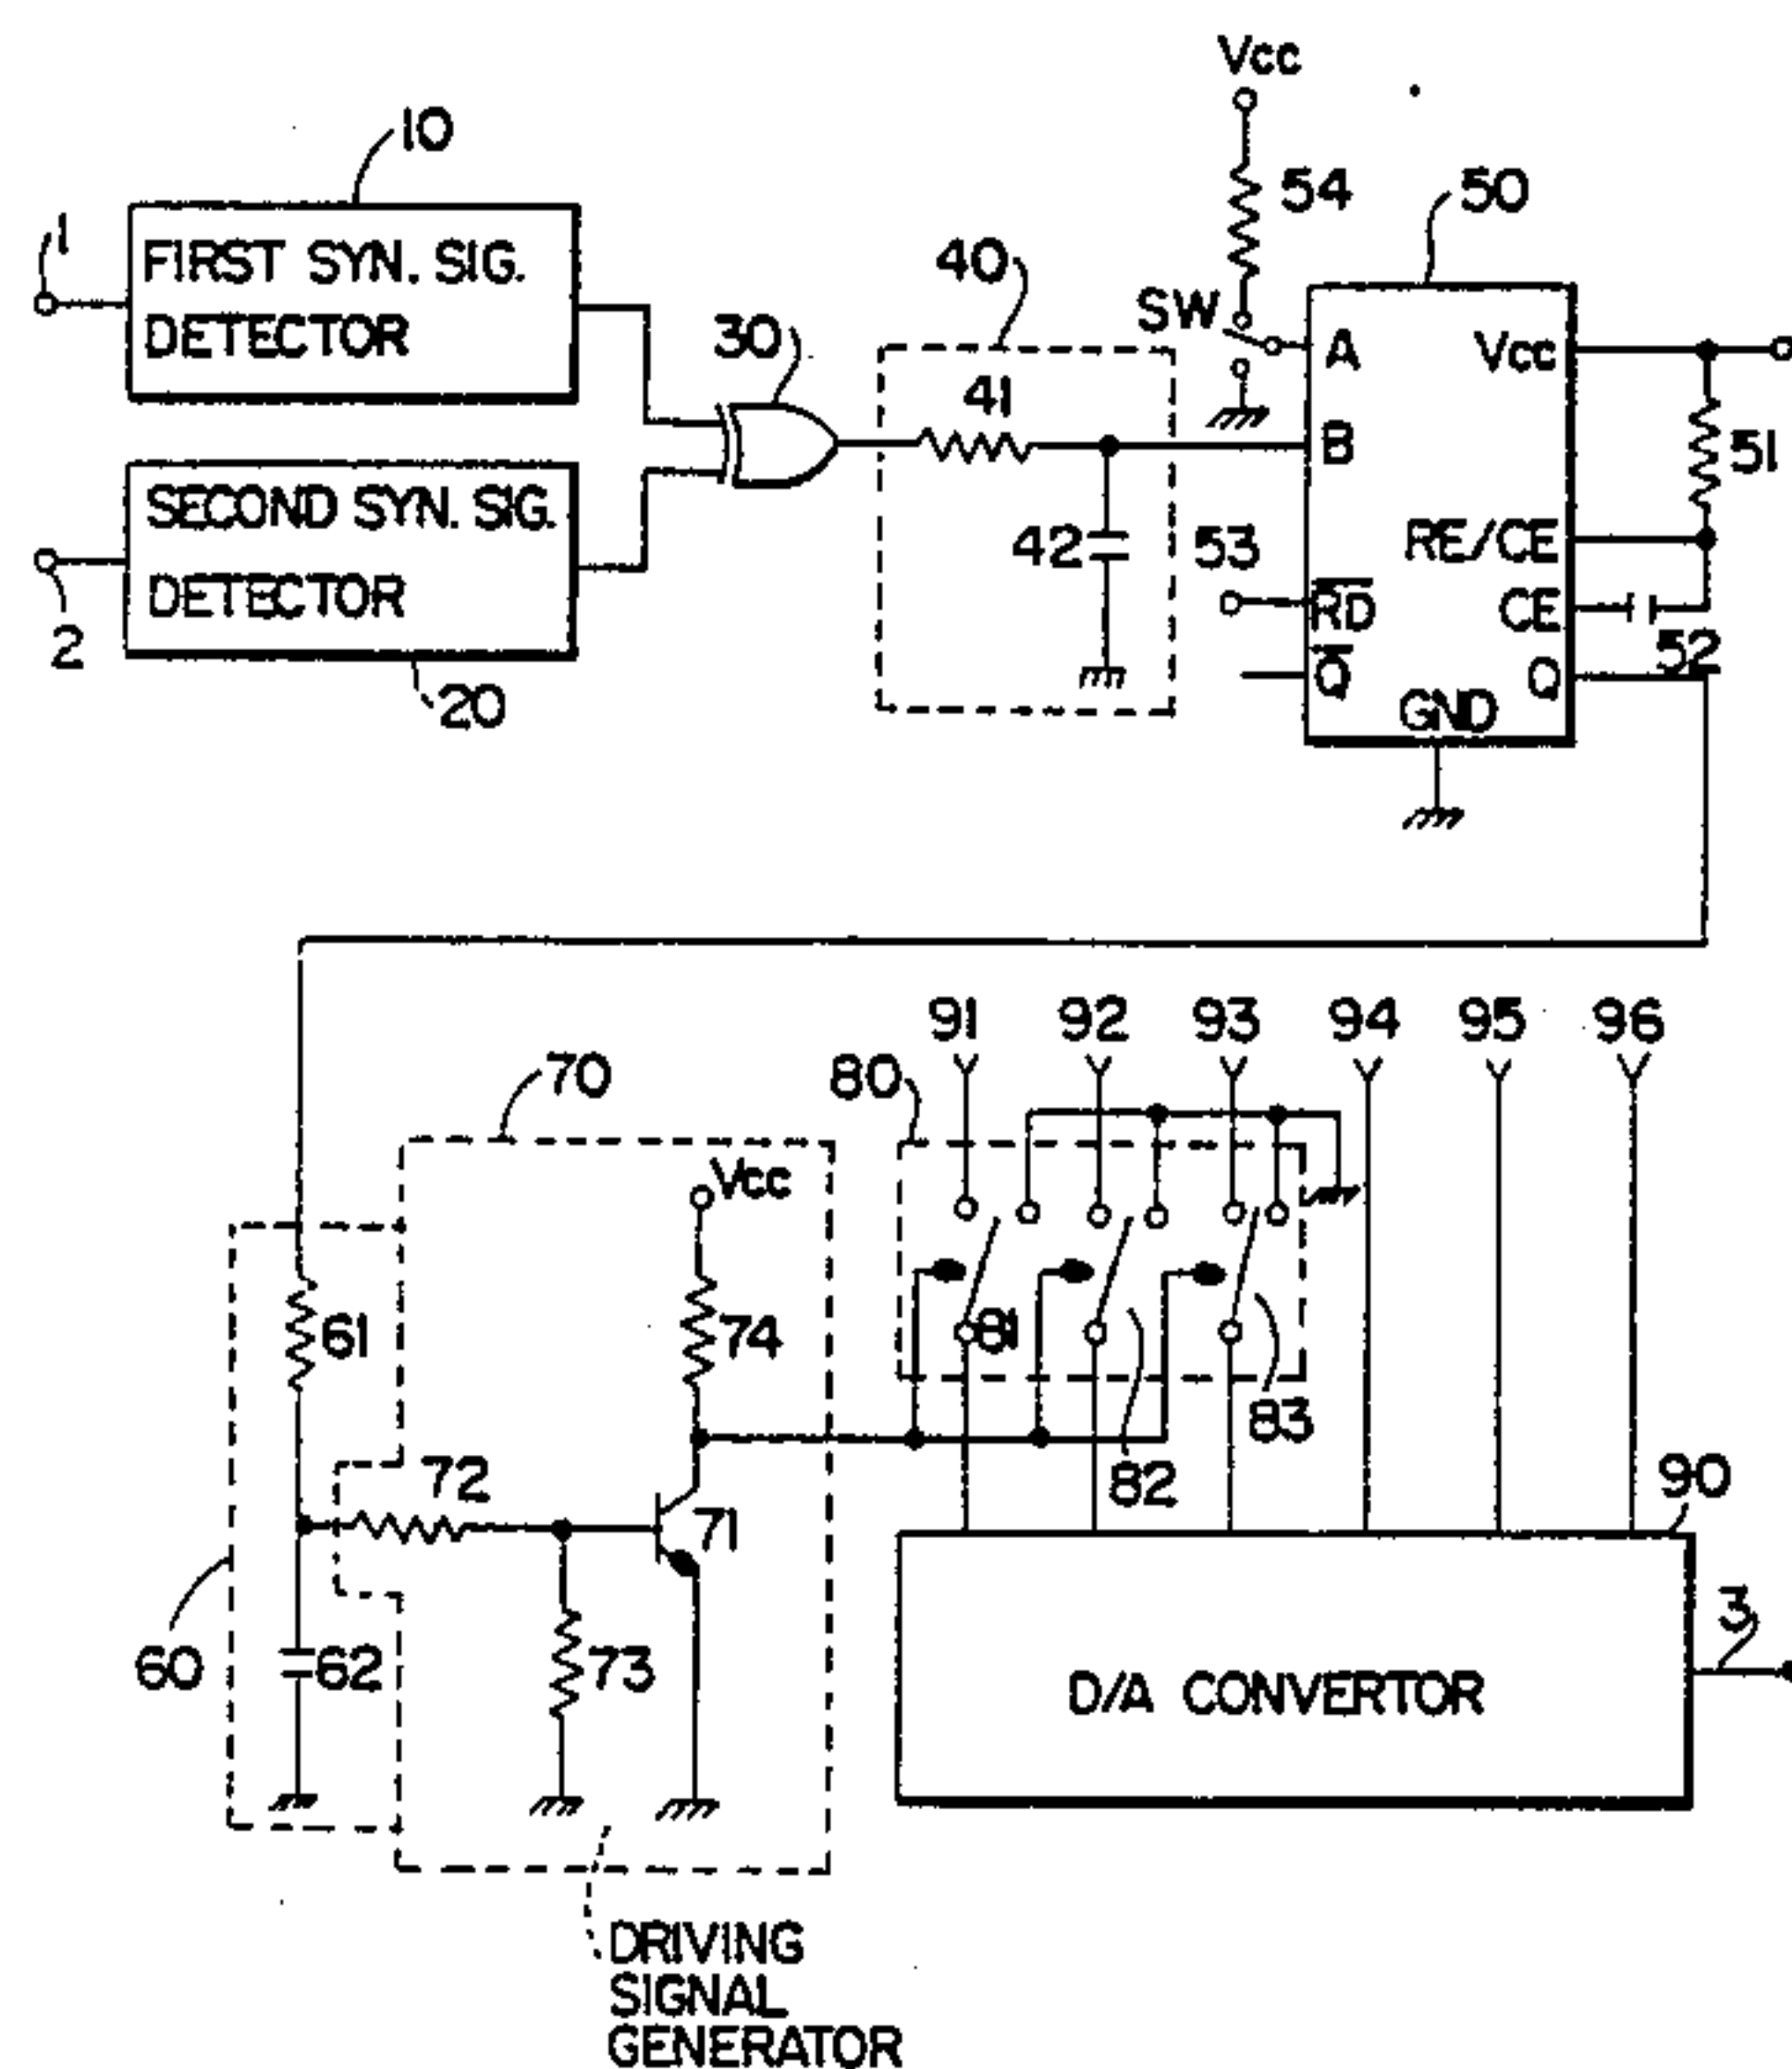 Vcc
10
54
50
1
FIRST SYN. SIG.
DETECTOR
40
SW
30
A
Vcc
41
B
51
SECOND SYN. SIG.
DETECTOR
42
53
RE/CE
R̅D̅
CE
2
52
Q̅
Q
20
GND
91
92
93
94
95
96
70
80
Vcc
61
74
81
83
72
82
90
71
3
60
62
73
D/A CONVERTOR
DRIVING
SIGNAL
GENERATOR